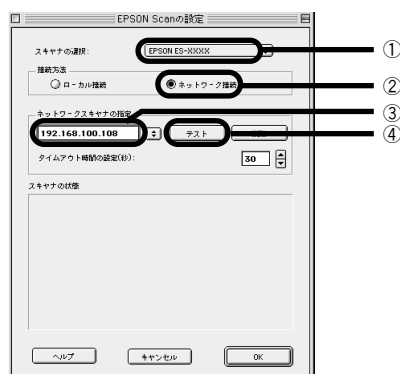 EPSON Scanの設定
スキャナの選択: EPSON ES-XXXX ①
接続方法
ローカル接続 ネットワーク接続 ②
ネットワークスキャナの指定 ③
192.168.100.108 テスト ④
タイムアウト時間の設定(秒): 30
スキャナの状態
ヘルプ キャンセル OK